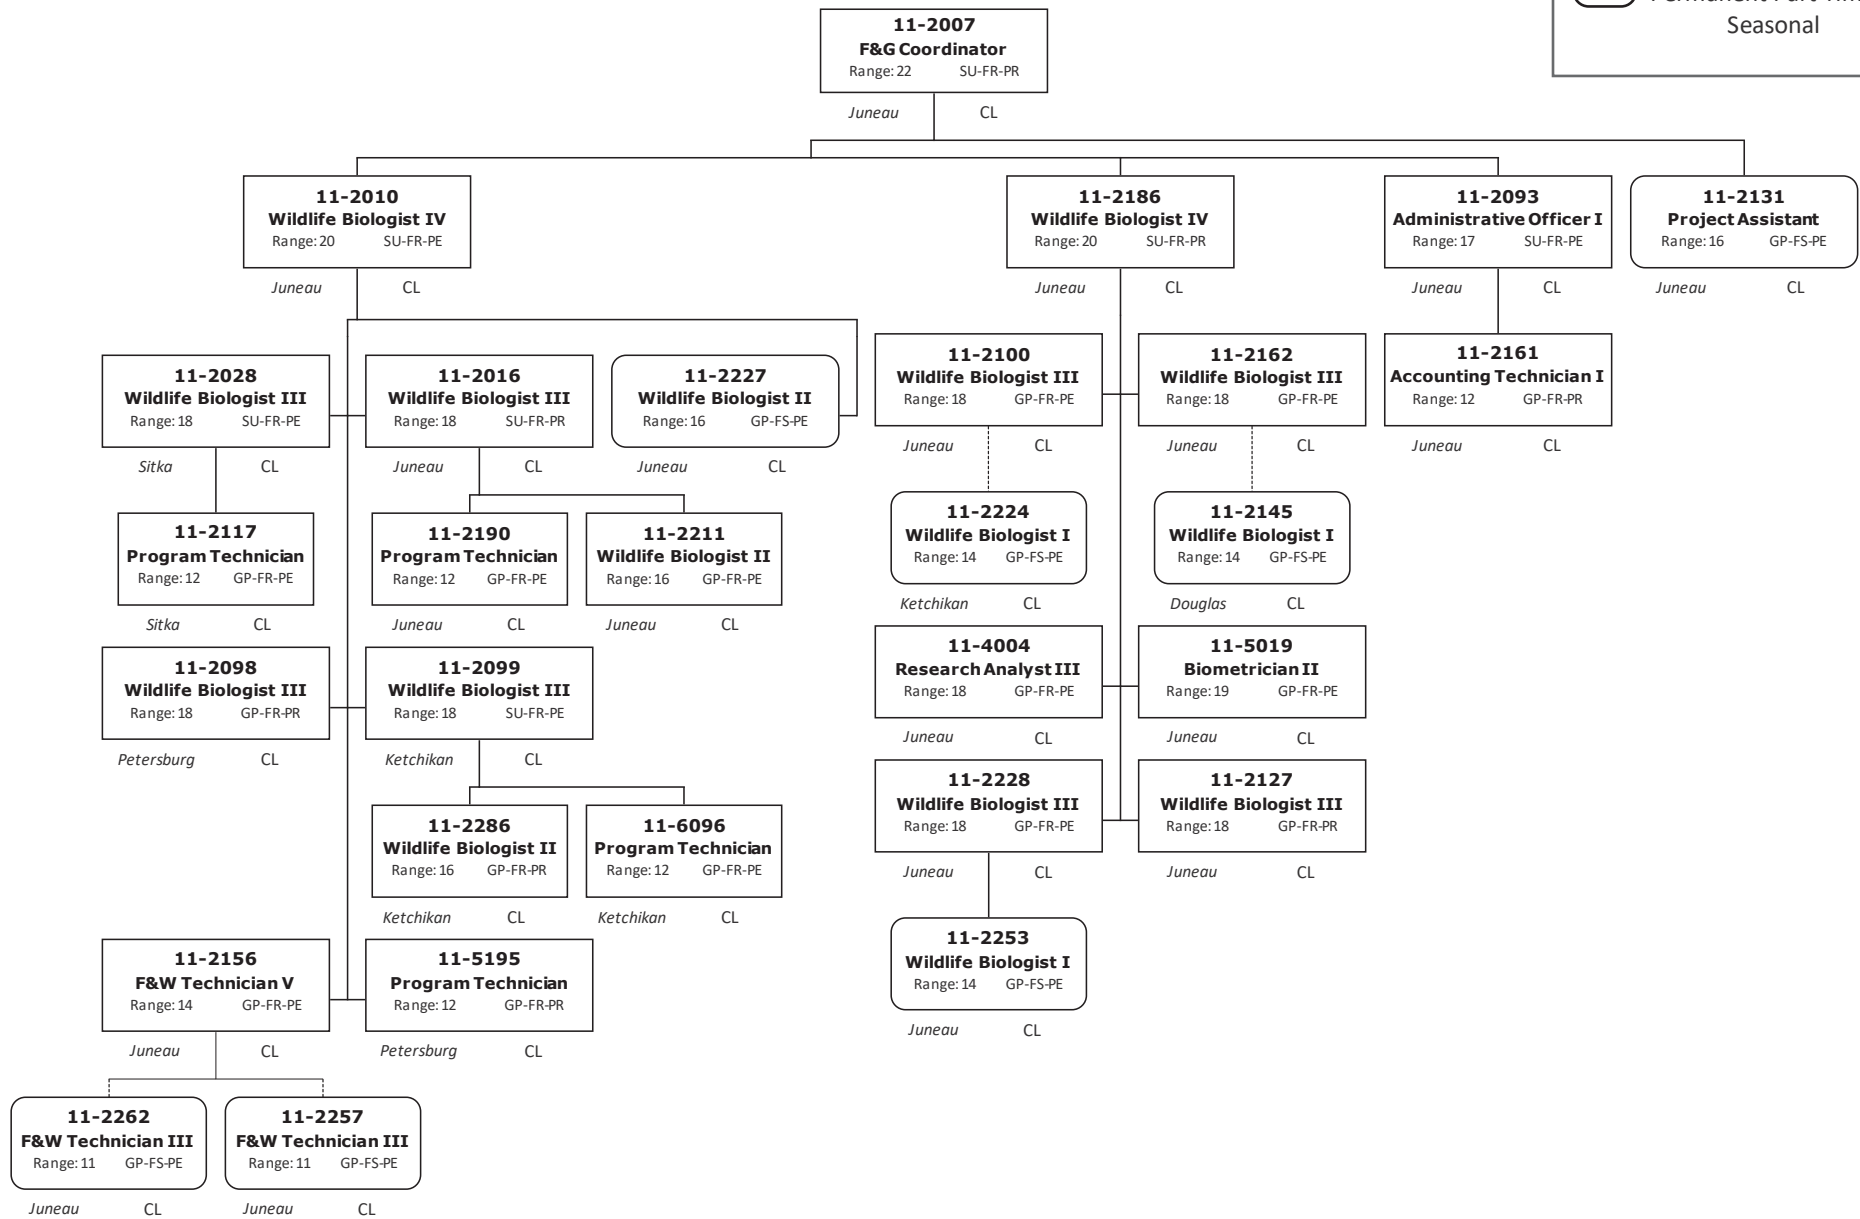 Seasonal
11-2007
F&G Coordinator
Range: 22 SU-FR-PR
Juneau CL
11-2010
Wildlife Biologist IV
Range: 20 SU-FR-PE
Juneau CL
11-2186
Wildlife Biologist IV
Range: 20 SU-FR-PR
Juneau CL
11-2093
Administrative Officer I
Range: 17 SU-FR-PE
Juneau CL
11-2131
Project Assistant
Range: 16 GP-FS-PE
Juneau CL
11-2028
Wildlife Biologist III
Range: 18 SU-FR-PE
Sitka CL
11-2016
Wildlife Biologist III
Range: 18 SU-FR-PR
Juneau CL
11-2227
Wildlife Biologist II
Range: 16 GP-FS-PE
Juneau CL
11-2100
Wildlife Biologist III
Range: 18 GP-FR-PE
Juneau CL
11-2162
Wildlife Biologist III
Range: 18 GP-FR-PE
Juneau CL
11-2161
Accounting Technician I
Range: 12 GP-FR-PR
Juneau CL
11-2117
Program Technician
Range: 12 GP-FR-PE
Sitka CL
11-2190
Program Technician
Range: 12 GP-FR-PE
Juneau CL
11-2211
Wildlife Biologist II
Range: 16 GP-FR-PE
Juneau CL
11-2224
Wildlife Biologist I
Range: 14 GP-FS-PE
Ketchikan CL
11-2145
Wildlife Biologist I
Range: 14 GP-FS-PE
Douglas CL
11-2098
Wildlife Biologist III
Range: 18 GP-FR-PR
Petersburg CL
11-2099
Wildlife Biologist III
Range: 18 SU-FR-PE
Ketchikan CL
11-4004
Research Analyst III
Range: 18 GP-FR-PE
Juneau CL
11-5019
Biometrician II
Range: 19 GP-FR-PE
Juneau CL
11-2286
Wildlife Biologist II
Range: 16 GP-FR-PR
Ketchikan CL
11-6096
Program Technician
Range: 12 GP-FR-PE
Ketchikan CL
11-2228
Wildlife Biologist III
Range: 18 GP-FR-PE
Juneau CL
11-2127
Wildlife Biologist III
Range: 18 GP-FR-PR
Juneau CL
11-2156
F&W Technician V
Range: 14 GP-FR-PE
Juneau CL
11-5195
Program Technician
Range: 12 GP-FR-PR
Petersburg CL
11-2253
Wildlife Biologist I
Range: 14 GP-FS-PE
Juneau CL
11-2262
F&W Technician III
Range: 11 GP-FS-PE
Juneau CL
11-2257
F&W Technician III
Range: 11 GP-FS-PE
Juneau CL